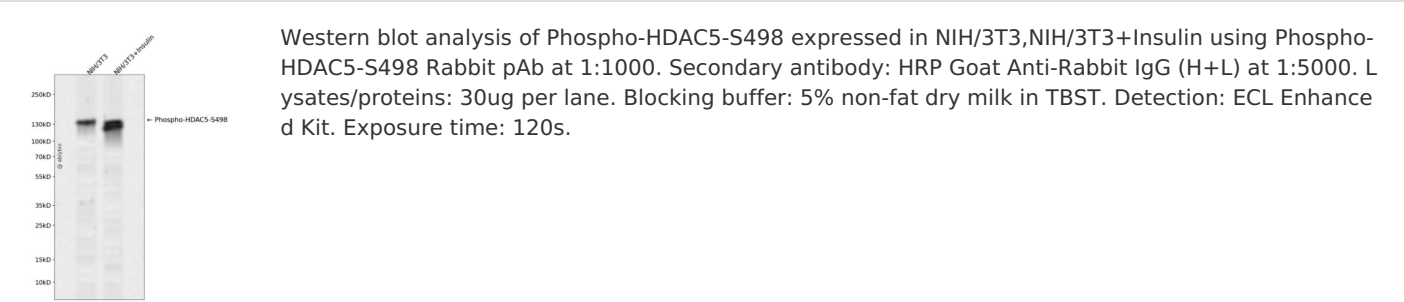 Western blot analysis of Phospho-HDAC5-S498 expressed in NIH/3T3,NIH/3T3+Insulin using Phospho-
HDAC5-S498 Rabbit pAb at 1:1000. Secondary antibody: HRP Goat Anti-Rabbit IgG (H+L) at 1:5000. L
ysates/proteins: 30ug per lane. Blocking buffer: 5% non-fat dry milk in TBST. Detection: ECL Enhance
d Kit. Exposure time: 120s.
NIH/3T3
NIH/3T3+Insulin
250kD
130kD
← Phospho-HDAC5-S498
100kD
70kD
55kD
35kD
25kD
15kD
10kD